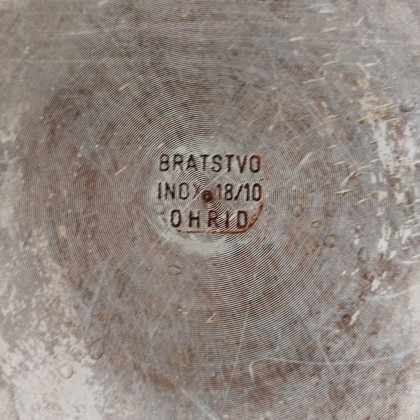 BRATSTVO
INOX 18/10
OHRID